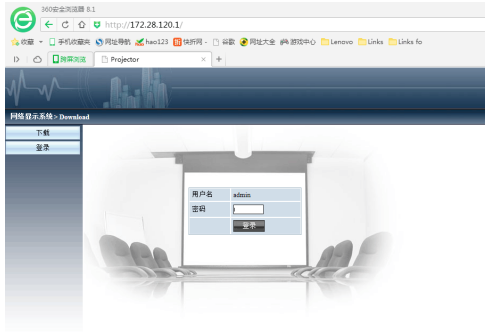 360安全浏览器 8.1
http://172.28.120.1/
收藏 手机收藏夹 网址导航 hao123 快折网 - 谷歌 网址大全 游戏中心 Lenovo Links Links fo
跨屏浏览 Projector × +
网络显示系统 > Download
下载
登录
用户名 admin
密码
登录